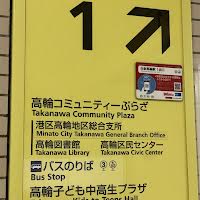 1
高輪コミュニティーぷらざ
Takanawa Community Plaza
港区高輪地区総合支所
Minato City Takanawa General Branch Office
高輪図書館 高輪区民センター
Takanawa Library Takanawa Civic Center
バスのりば
Bus Stop
高輪子ども中高生プラザ